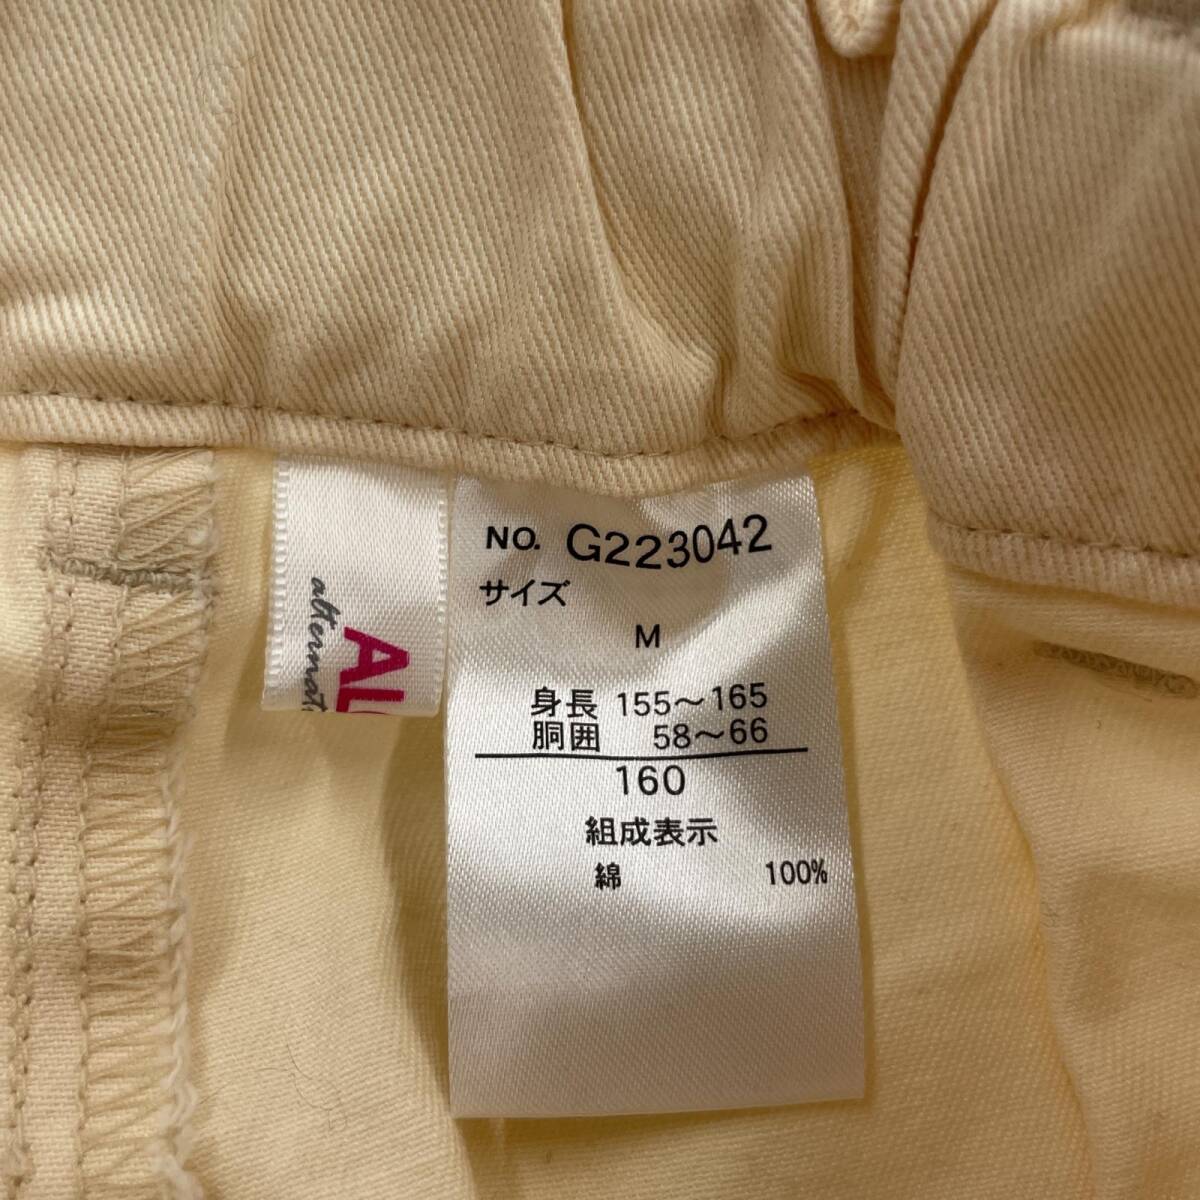 NO. G223042
サイズ
M
身長 155～165
胴囲 58～66
160
組成表示
綿 100%